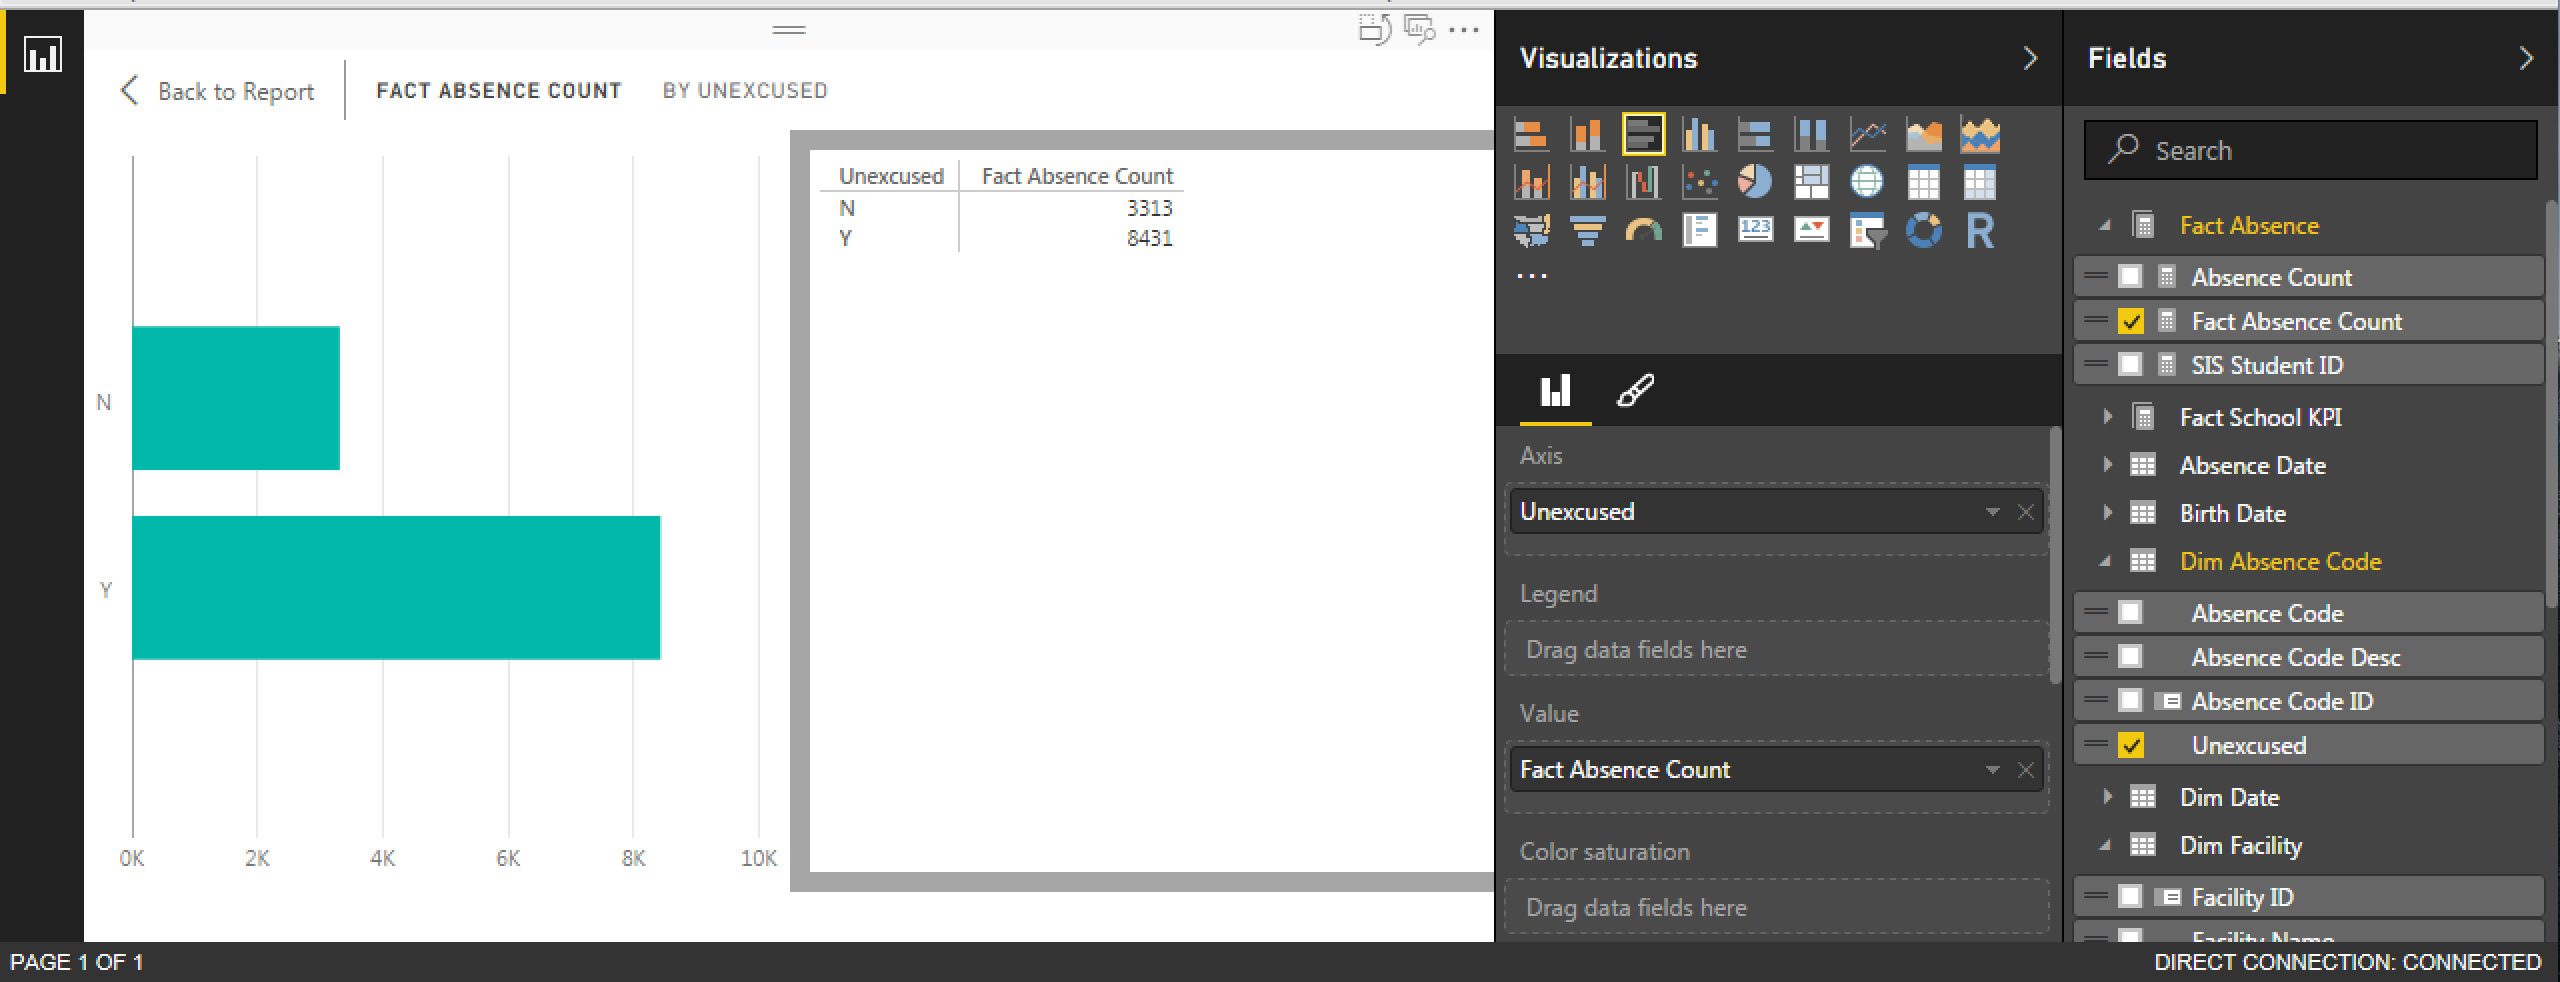 Back to Report
FACT ABSENCE COUNT BY UNEXCUSED
N
Y
0K 2K 4K 6K 8K 10K
Unexcused Fact Absence Count
N 3313
Y 8431
Visualizations
123
R
...
Axis
Unexcused
Legend
Drag data fields here
Value
Fact Absence Count
Color saturation
Drag data fields here
Fields
Search
Fact Absence
Absence Count
Fact Absence Count
SIS Student ID
Fact School KPI
Absence Date
Birth Date
Dim Absence Code
Absence Code
Absence Code Desc
Absence Code ID
Unexcused
Dim Date
Dim Facility
Facility ID
Facility Name
PAGE 1 OF 1
DIRECT CONNECTION: CONNECTED